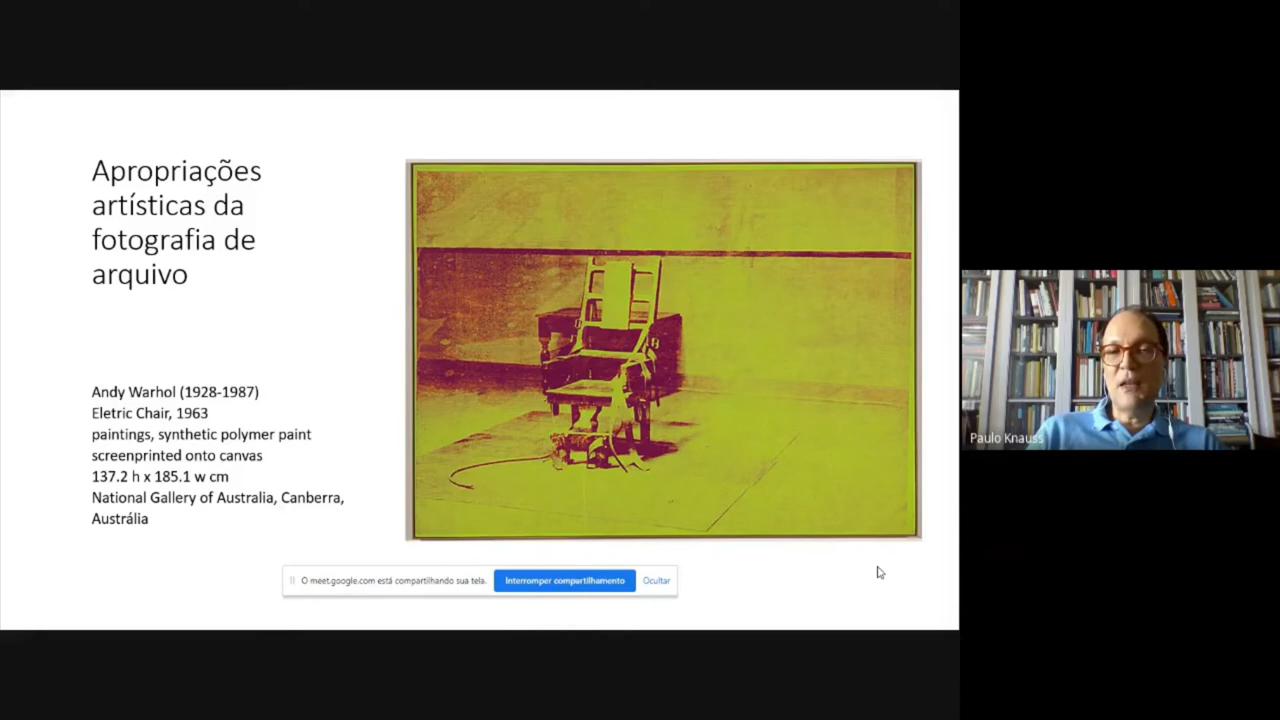 Apropriações
artísticas da
fotografia de
arquivo
Andy Warhol (1928-1987)
Eletric Chair, 1963
paintings, synthetic polymer paint
screenprinted onto canvas
137.2 h x 185.1 w cm
National Gallery of Australia, Canberra,
Austrália
O meet.google.com está compartilhando sua tela.
Interromper compartilhamento
Ocultar
Paulo Knauss